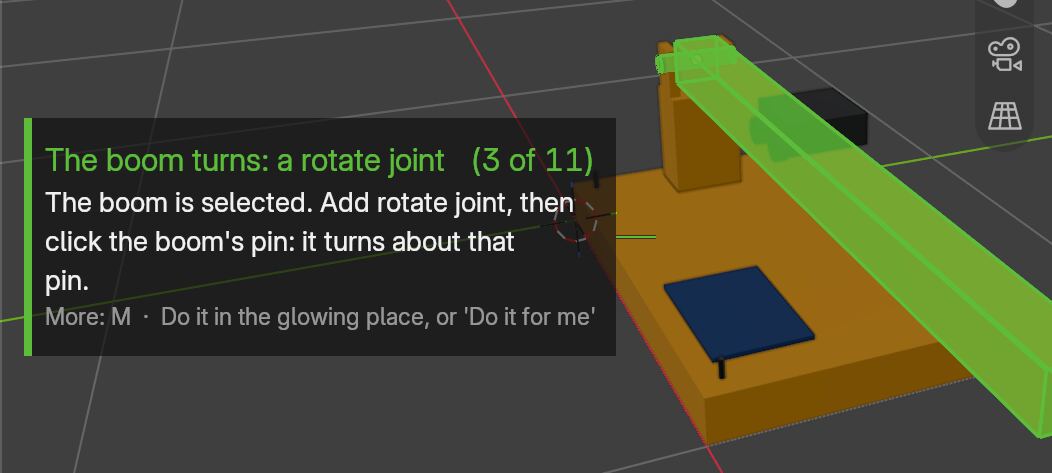 The boom turns: a rotate joint (3 of 11)
The boom is selected. Add rotate joint, then
click the boom's pin: it turns about that
pin.
More: M · Do it in the glowing place, or 'Do it for me'